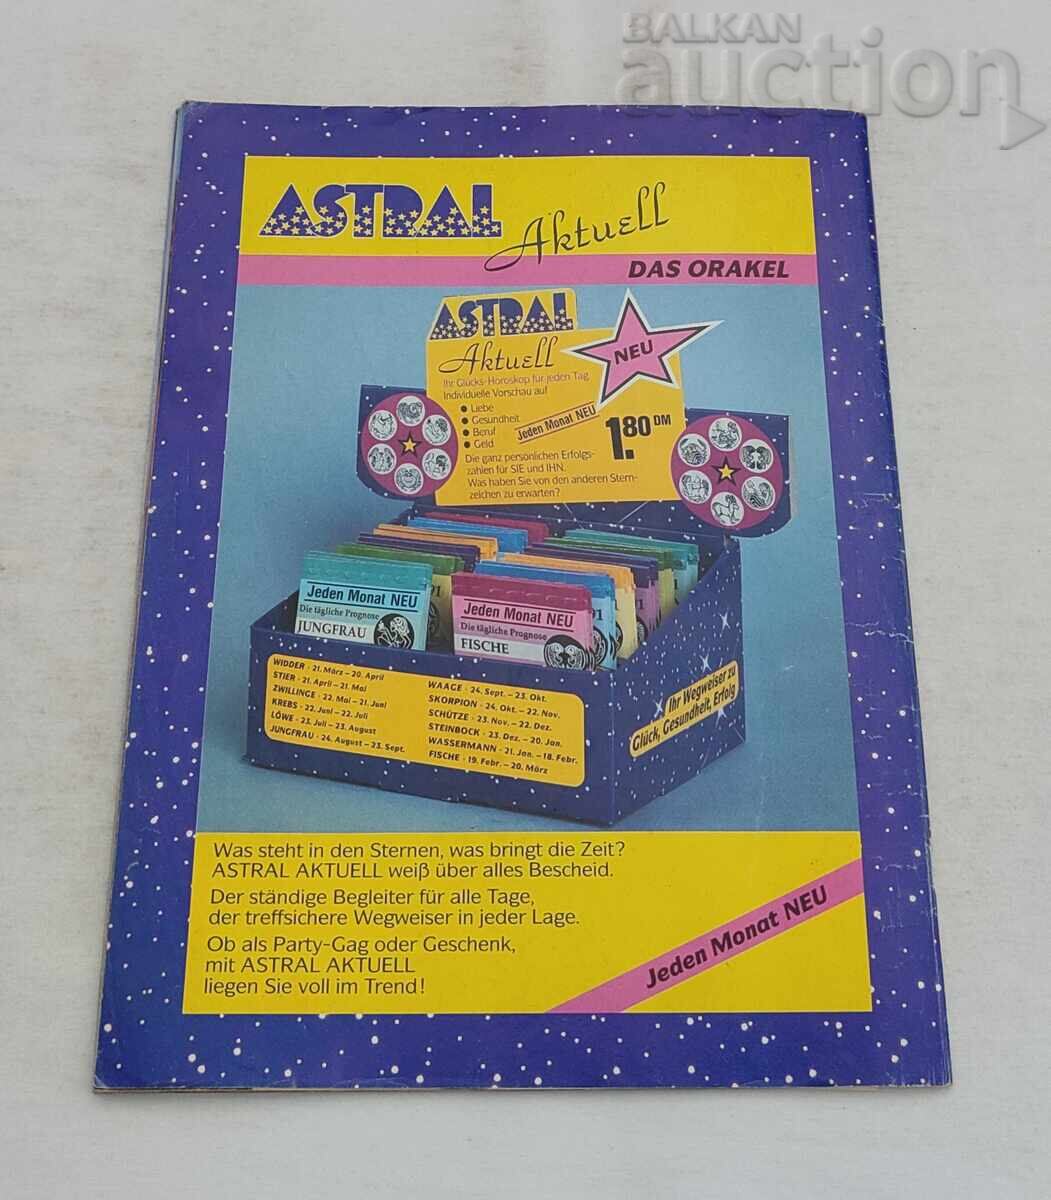 BALKAN
auction
ASTRAL
Aktuell
DAS ORAKEL
ASTRAL
Aktuell
NEU
Ihr Glücks-Horoskop für jeden Tag.
Individuelle Vorschau auf
● Liebe
● Gesundheit
● Beruf
● Geld
Jeden Monat NEU
1.80 DM
Die ganz persönlichen Erfolgs-
zahlen für SIE und IHN.
Was haben Sie von den anderen Stern-
zeichen zu erwarten?
Jeden Monat NEU
Die tägliche Prognose
JUNGFRAU
Jeden Monat NEU
Die tägliche Prognose
FISCHE
WIDDER · 21. März – 20. April
STIER · 21. April – 21. Mai
ZWILLINGE · 22. Mai – 21. Juni
KREBS · 22. Juni – 22. Juli
LÖWE · 23. Juli – 23. August
JUNGFRAU · 24. August – 23. Sept.
WAAGE · 24. Sept. – 23. Okt.
SKORPION · 24. Okt. – 22. Nov.
SCHÜTZE · 23. Nov. – 22. Dez.
STEINBOCK · 23. Dez. – 20. Jan.
WASSERMANN · 21. Jan. – 18. Febr.
FISCHE · 19. Febr. – 20. März
Ihr Wegweiser zu
Glück, Gesundheit, Erfolg
Was steht in den Sternen, was bringt die Zeit?
ASTRAL AKTUELL weiß über alles Bescheid.
Der ständige Begleiter für alle Tage,
der treffsichere Wegweiser in jeder Lage.
Ob als Party-Gag oder Geschenk,
mit ASTRAL AKTUELL
liegen Sie voll im Trend!
Jeden Monat NEU